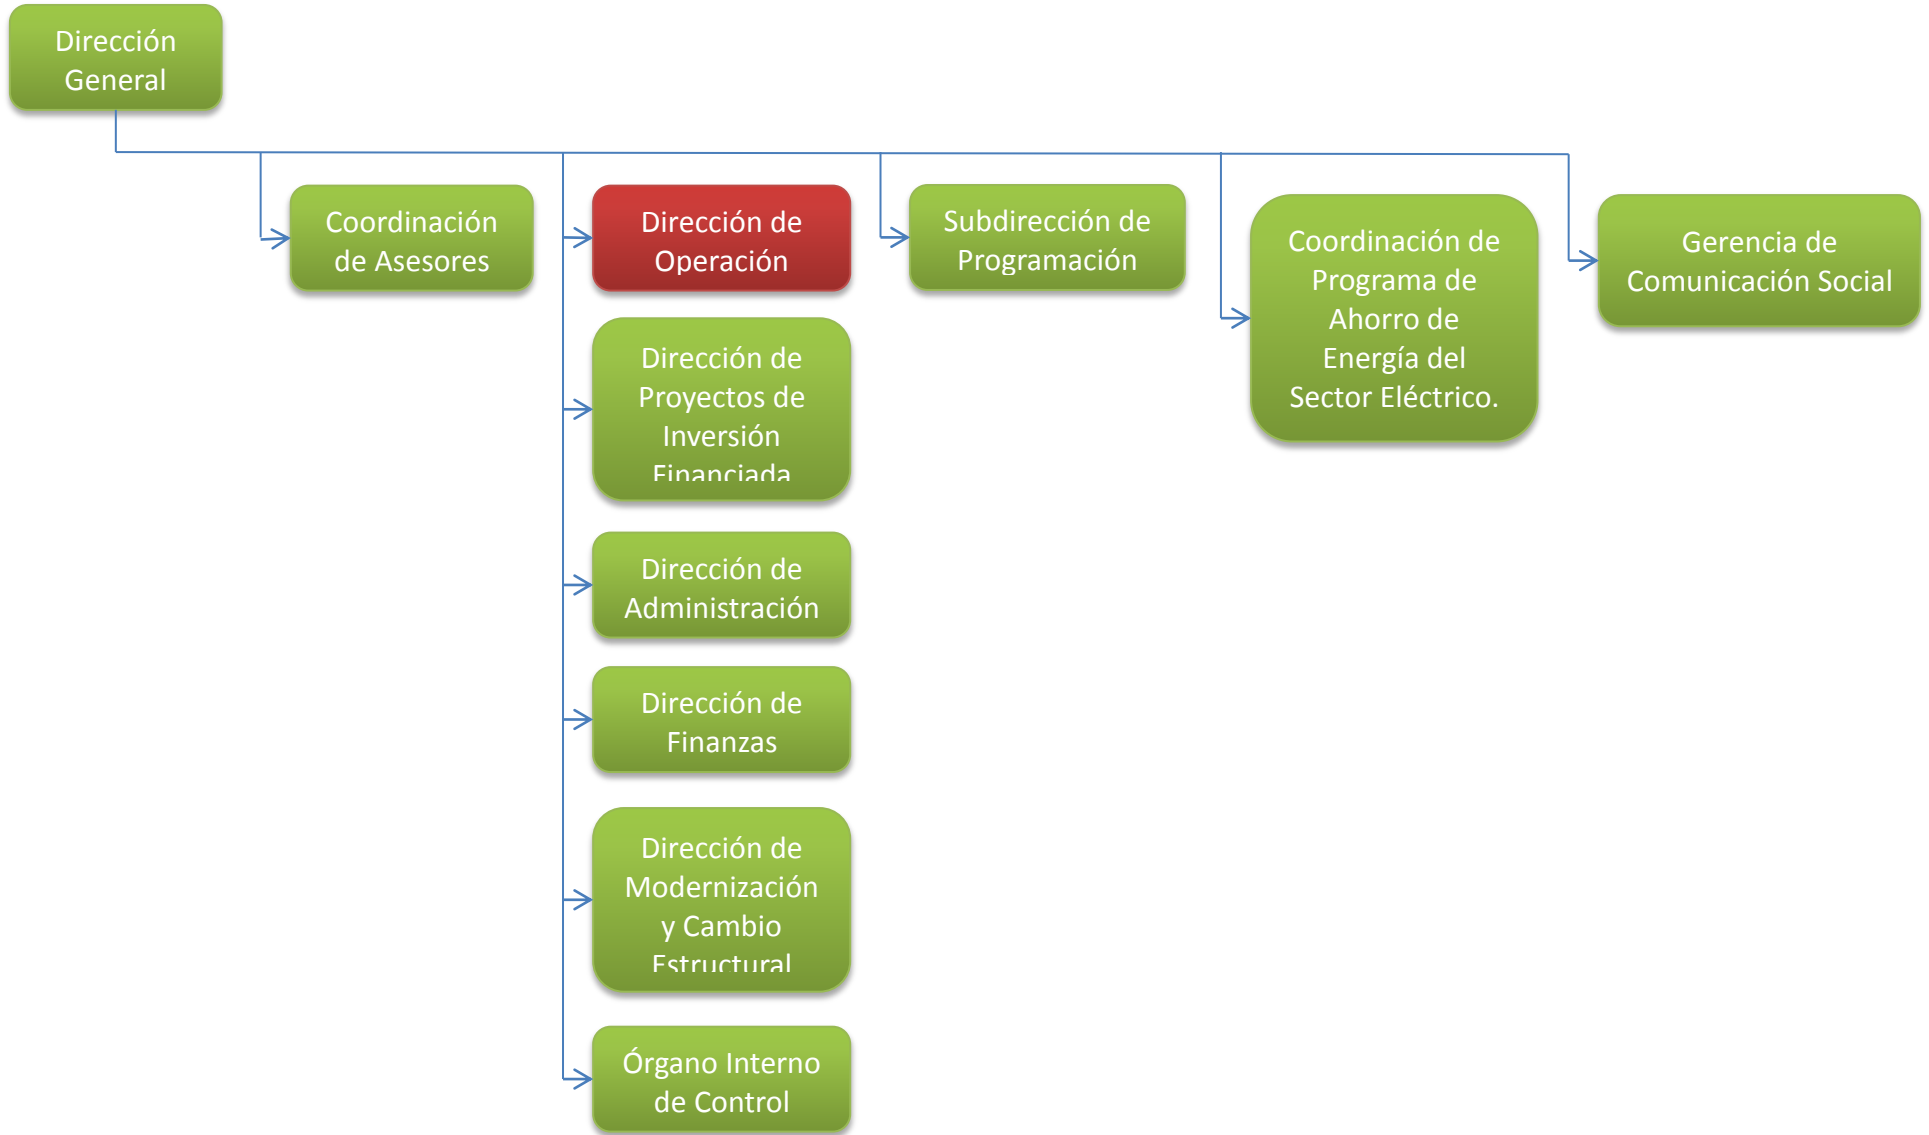 Dirección
General
Coordinación
de Asesores
Dirección de
Operación
Subdirección de
Programación
Coordinación de
Programa de
Ahorro de
Energía del
Sector Eléctrico.
Gerencia de
Comunicación Social
Dirección de
Proyectos de
Inversión
Financiada
Dirección de
Administración
Dirección de
Finanzas
Dirección de
Modernización
y Cambio
Estructural
Órgano Interno
de Control